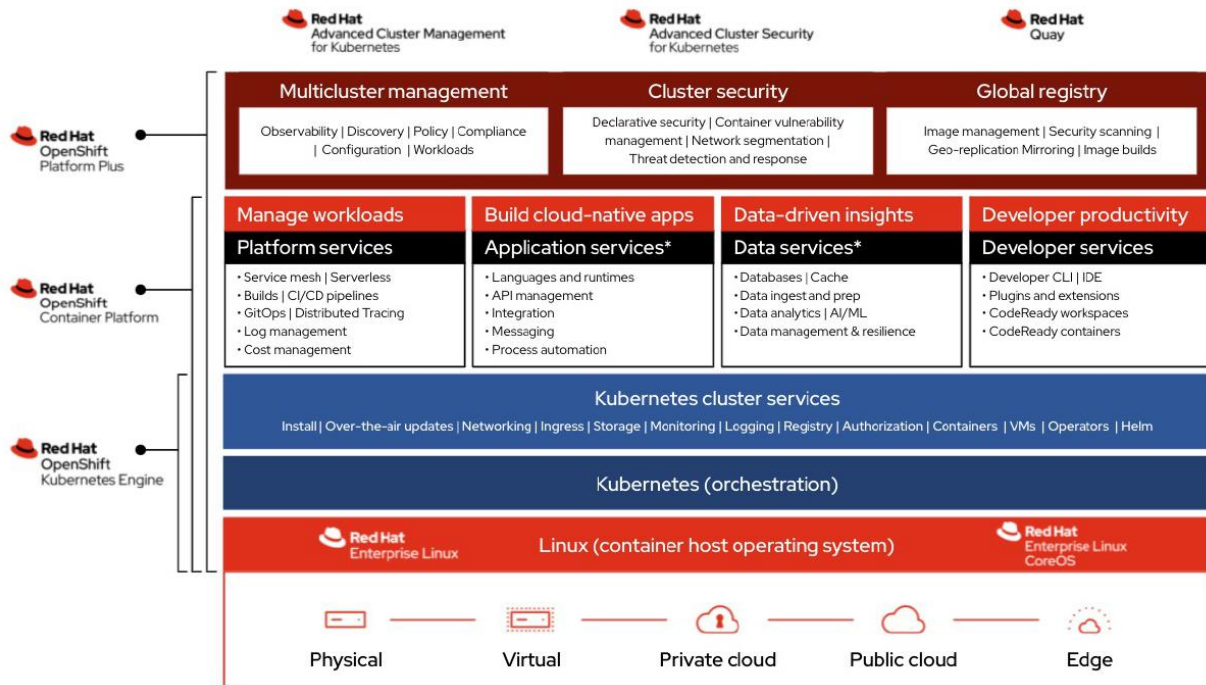 Red Hat
Advanced Cluster Management
for Kubernetes
Red Hat
Advanced Cluster Security
for Kubernetes
Red Hat
Quay
Red Hat
OpenShift
Platform Plus
Multicluster management
Observability | Discovery | Policy | Compliance
| Configuration | Workloads
Cluster security
Declarative security | Container vulnerability
management | Network segmentation |
Threat detection and response
Global registry
Image management | Security scanning |
Geo-replication Mirroring | Image builds
Red Hat
OpenShift
Container Platform
Manage workloads
Platform services
• Service mesh | Serverless
• Builds | CI/CD pipelines
• GitOps | Distributed Tracing
• Log management
• Cost management
Build cloud-native apps
Application services*
• Languages and runtimes
• API management
• Integration
• Messaging
• Process automation
Data-driven insights
Data services*
• Databases | Cache
• Data ingest and prep
• Data analytics | AI/ML
• Data management & resilience
Developer productivity
Developer services
• Developer CLI | IDE
• Plugins and extensions
• CodeReady workspaces
• CodeReady containers
Red Hat
OpenShift
Kubernetes Engine
Kubernetes cluster services
Install | Over-the-air updates | Networking | Ingress | Storage | Monitoring | Logging | Registry | Authorization | Containers | VMs | Operators | Helm
Kubernetes (orchestration)
Red Hat
Enterprise Linux
Linux (container host operating system)
Red Hat
Enterprise Linux
CoreOS
Physical
Virtual
Private cloud
Public cloud
Edge